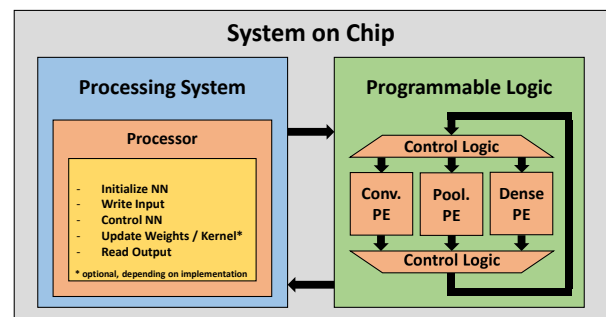 System on Chip
Processing System
Processor
- Initialize NN
- Write Input
- Control NN
- Update Weights / Kernel*
- Read Output
* optional, depending on implementation
Programmable Logic
Control Logic
Conv. PE
Pool. PE
Dense PE
Control Logic